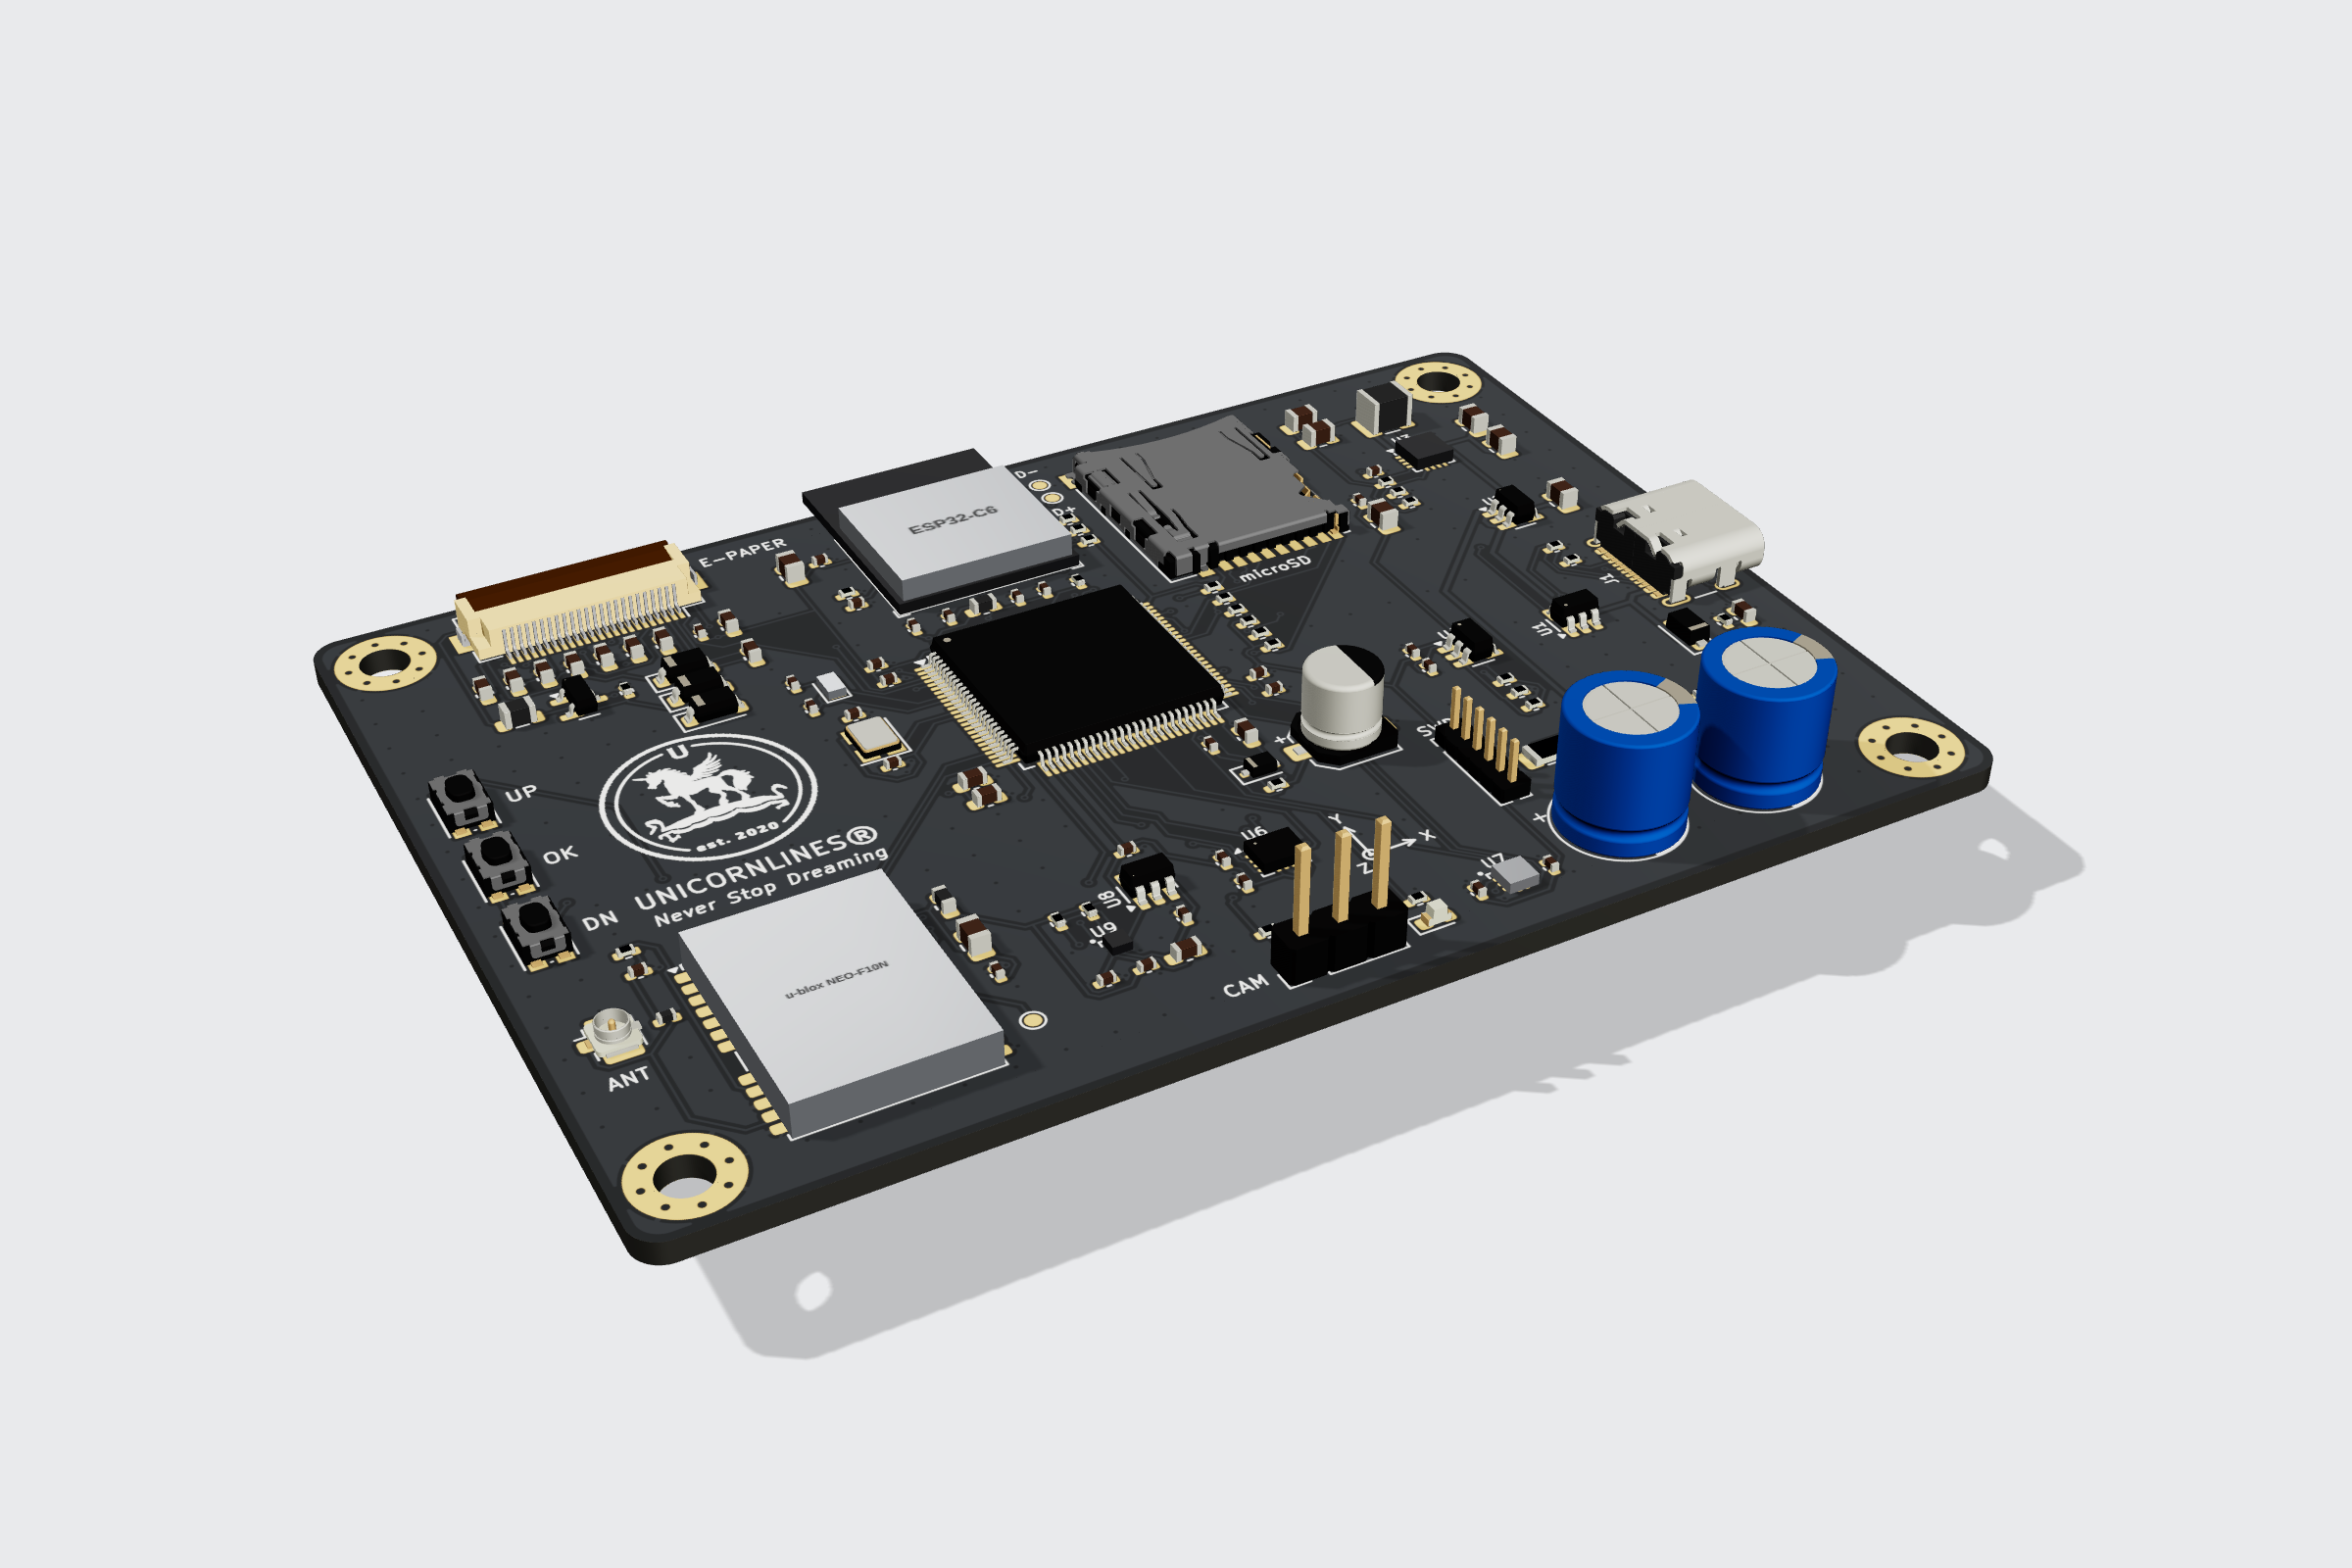 D-
D+
ESP32-C6
microSD
E-PAPER
J1
U1
UP
OK
DN
U
est. 2020
UNICORNLINES®
Never Stop Dreaming
+
+
U6
Y
X
Z
U7
U8
U9
CAM
u-blox NEO-F10N
ANT